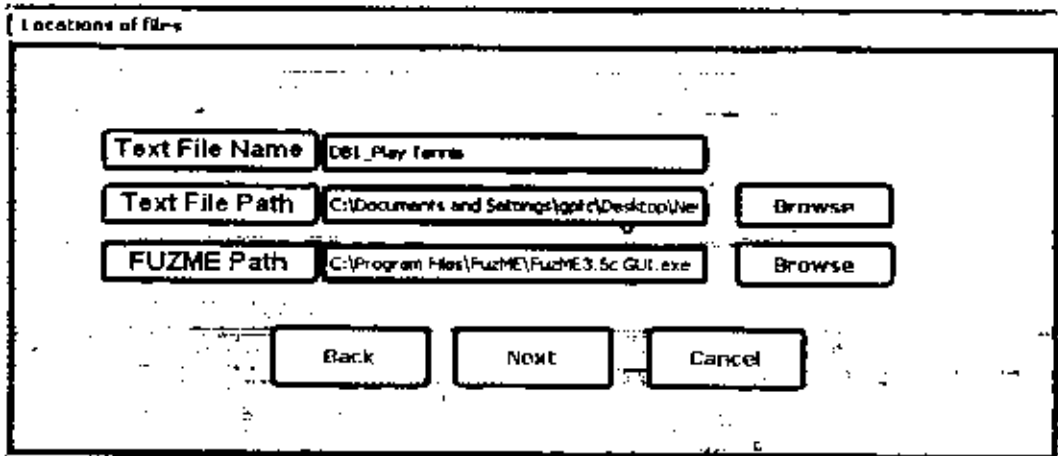 Locations of files
Text File Name DB1_Play Tennis
Text File Path C:\Documents and Settings\gptc\Desktop\Ne Browse
FUZME Path C:\Program Files\FuzME\FuzME3.5c GUI.exe Browse
Back Next Cancel